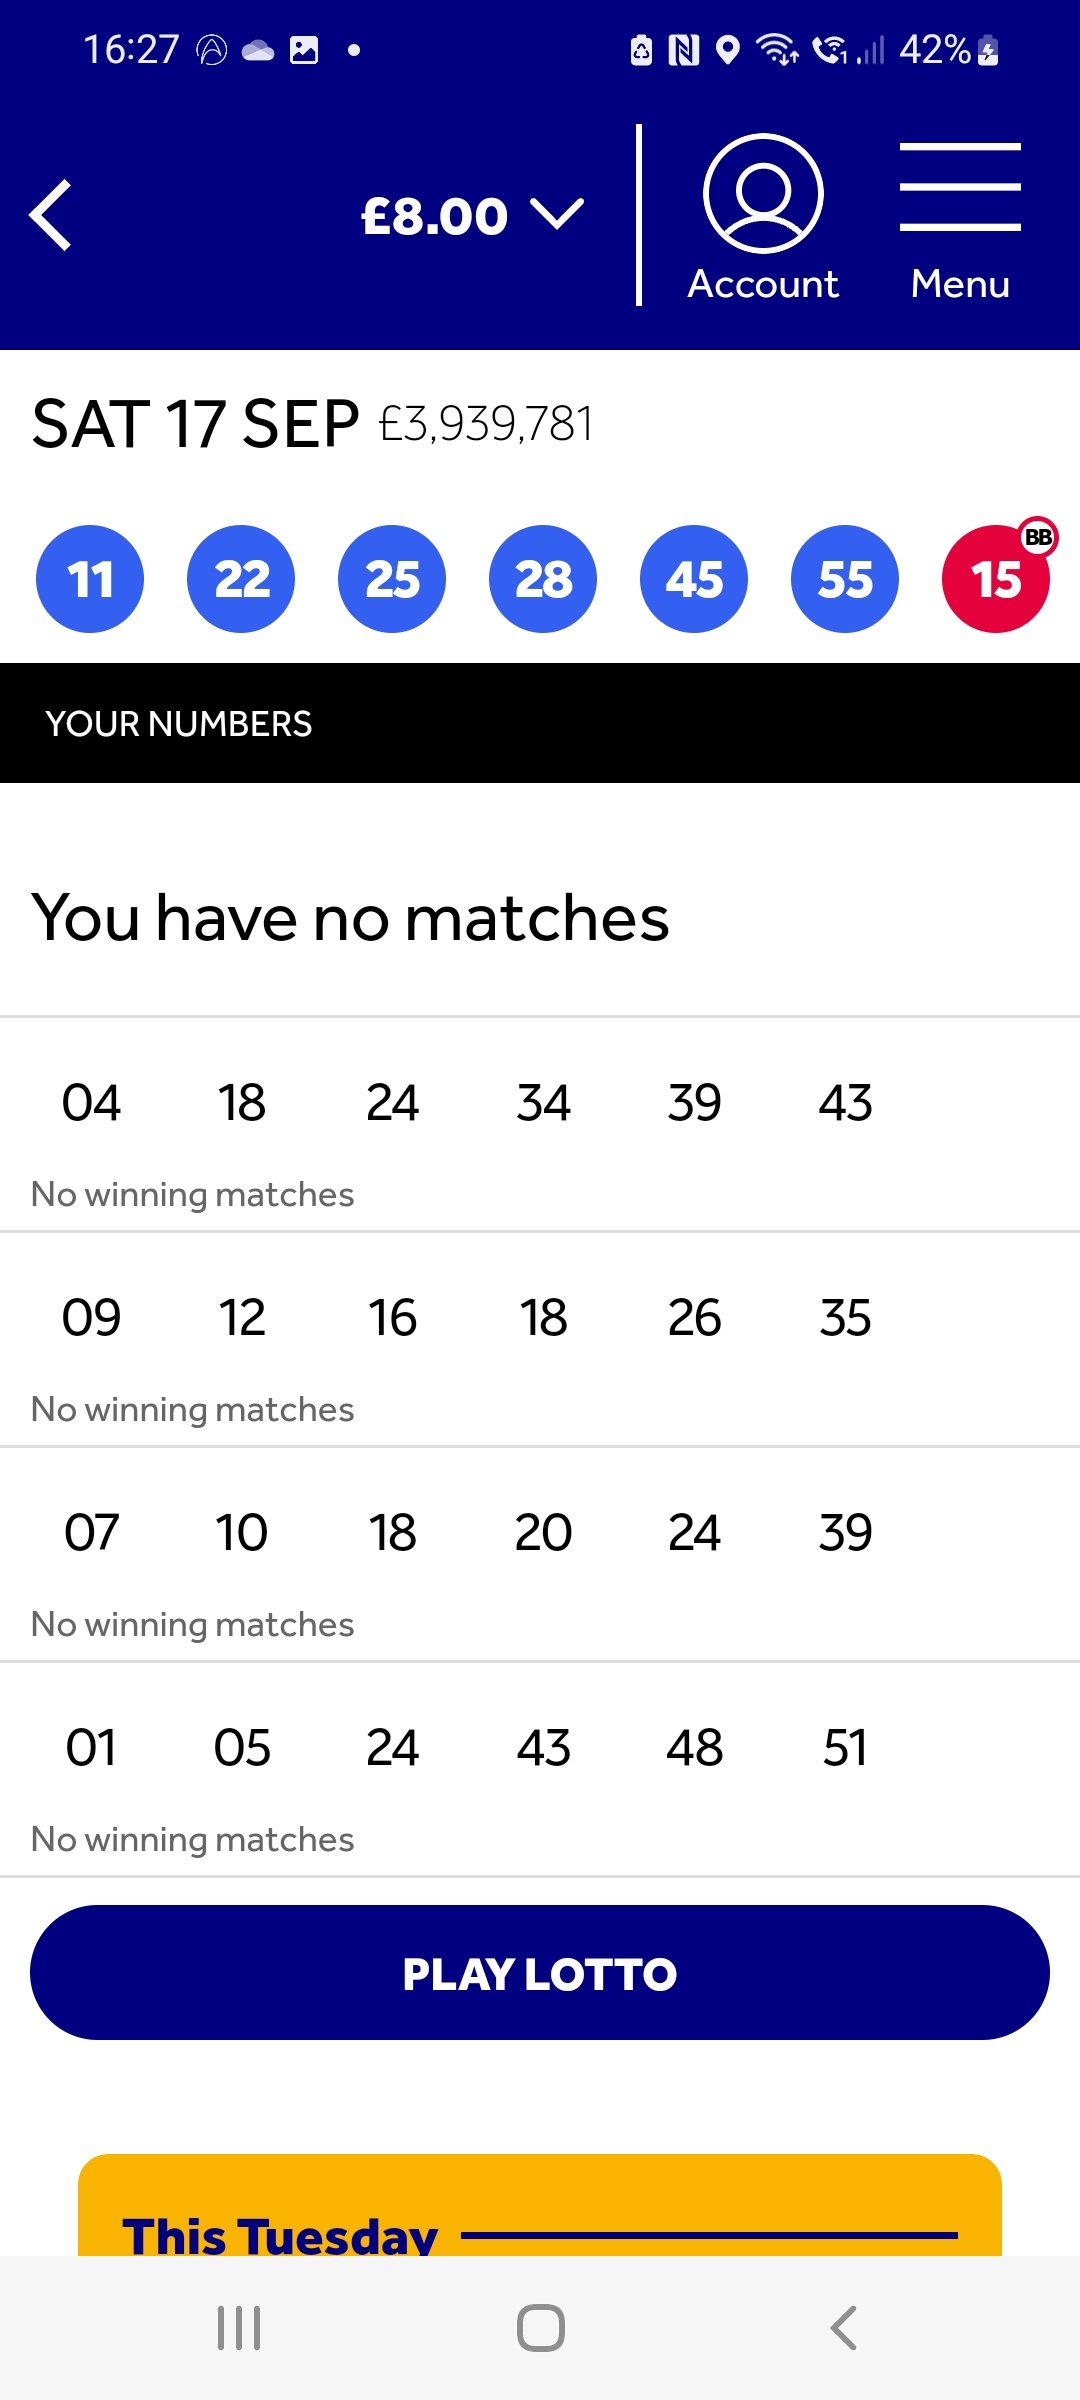 16:27 1 42%
£8.00
Account Menu
SAT 17 SEP £3,939,781
BB
11 22 25 28 45 55 15
YOUR NUMBERS
You have no matches
04 18 24 34 39 43
No winning matches
09 12 16 18 26 35
No winning matches
07 10 18 20 24 39
No winning matches
01 05 24 43 48 51
No winning matches
PLAY LOTTO
This Tuesday